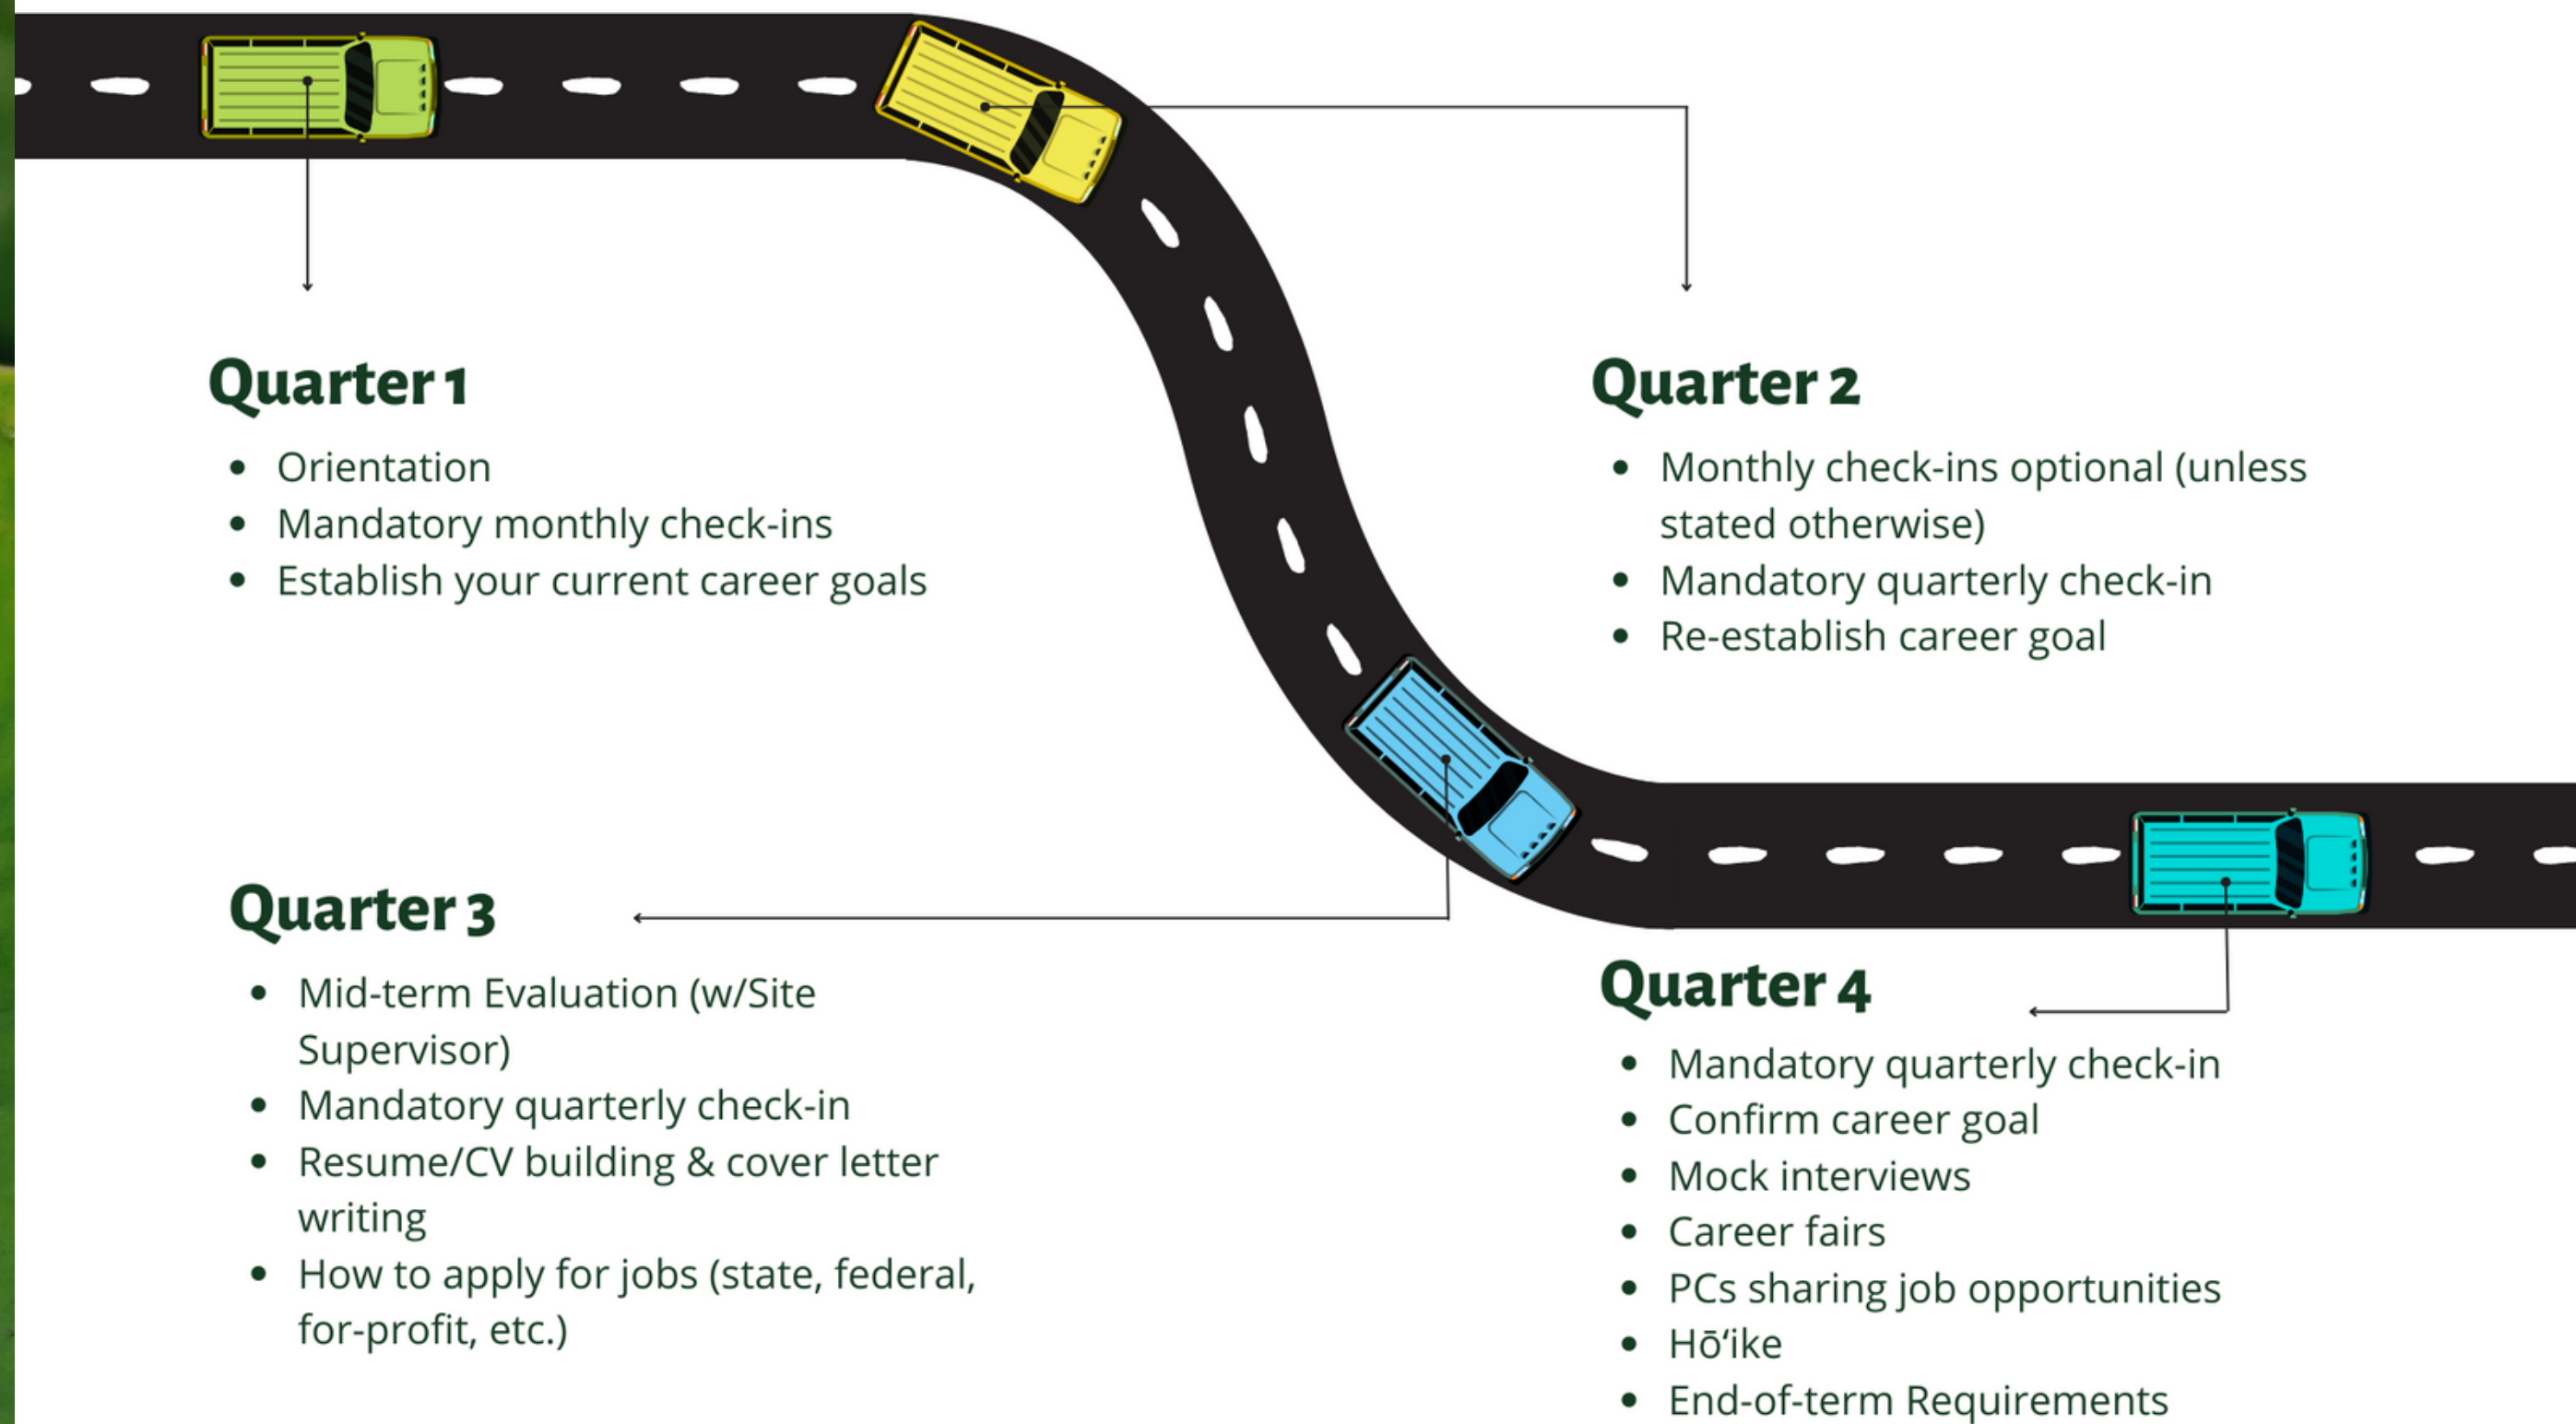 Quarter 1
• Orientation
• Mandatory monthly check-ins
• Establish your current career goals
Quarter 2
• Monthly check-ins optional (unless
stated otherwise)
• Mandatory quarterly check-in
• Re-establish career goal
Quarter 3
• Mid-term Evaluation (w/Site
Supervisor)
• Mandatory quarterly check-in
• Resume/CV building & cover letter
writing
• How to apply for jobs (state, federal,
for-profit, etc.)
Quarter 4
• Mandatory quarterly check-in
• Confirm career goal
• Mock interviews
• Career fairs
• PCs sharing job opportunities
• Hōʻike
• End-of-term Requirements